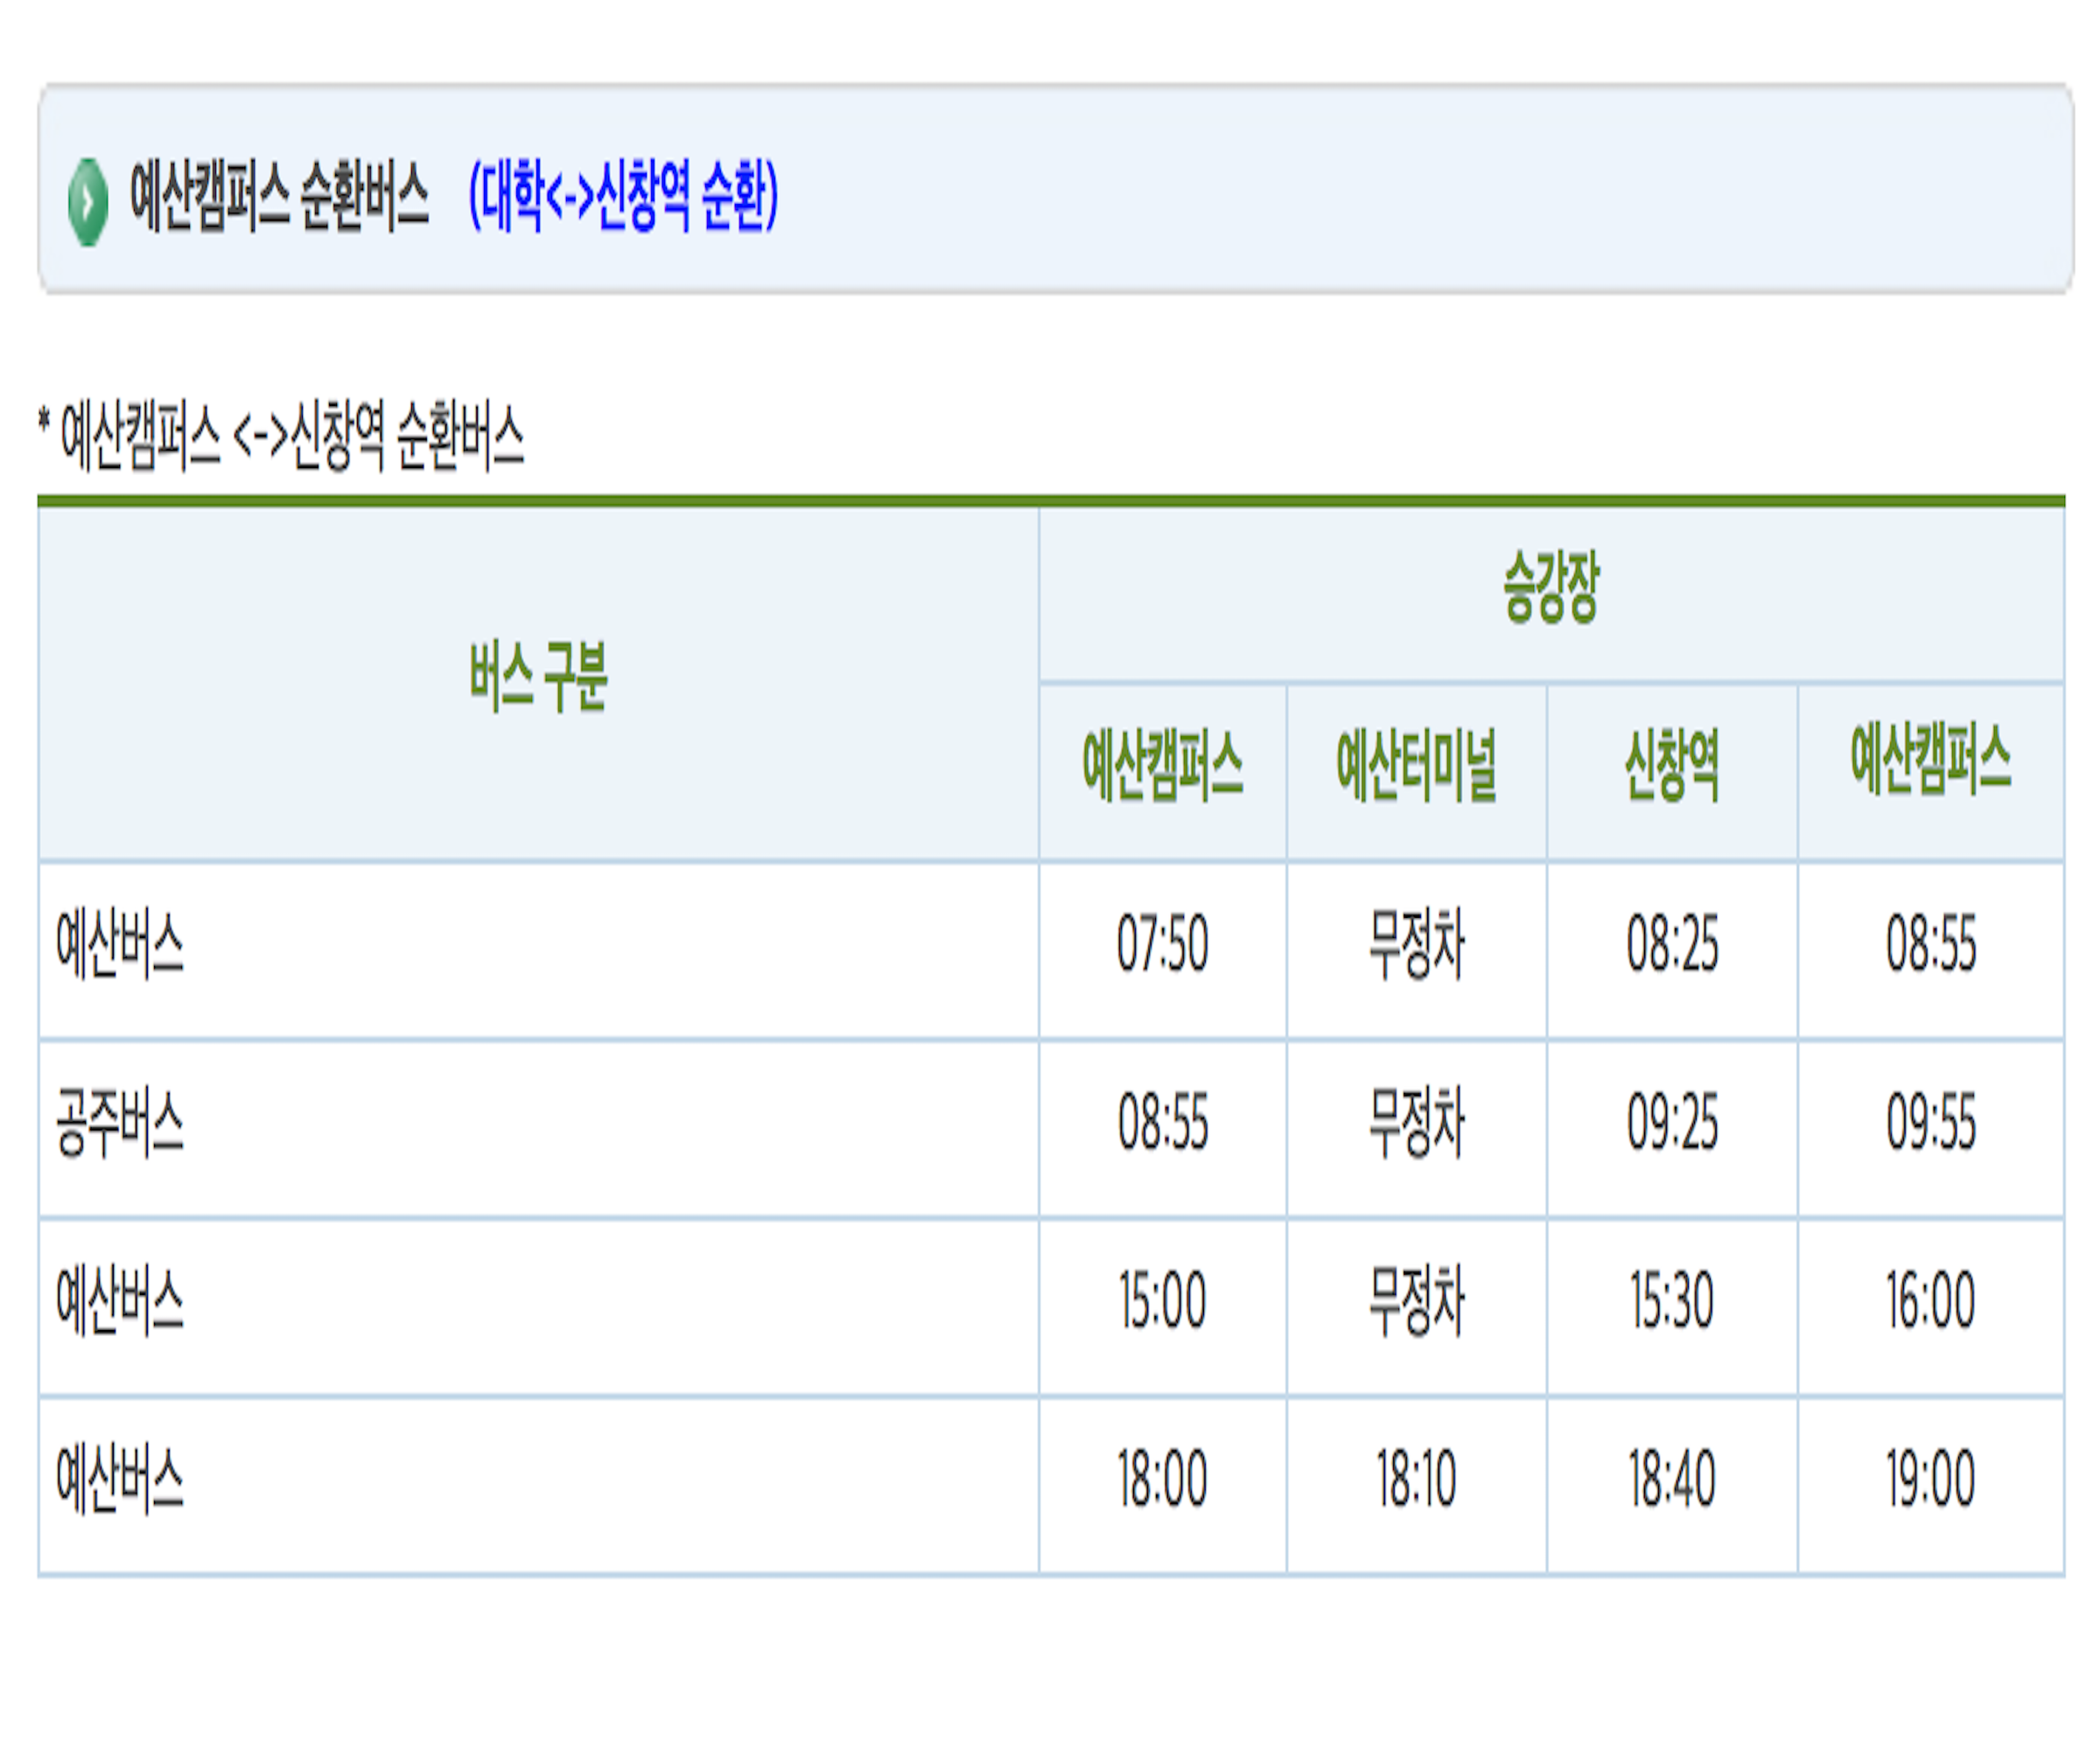 예산캠퍼스 순환버스 (대학<->신창역 순환)
* 예산캠퍼스 <->신창역 순환버스
버스 구분 승강장
예산캠퍼스 예산터미널 신창역 예산캠퍼스
예산버스 07:50 무정차 08:25 08:55
공주버스 08:55 무정차 09:25 09:55
예산버스 15:00 무정차 15:30 16:00
예산버스 18:00 18:10 18:40 19:00